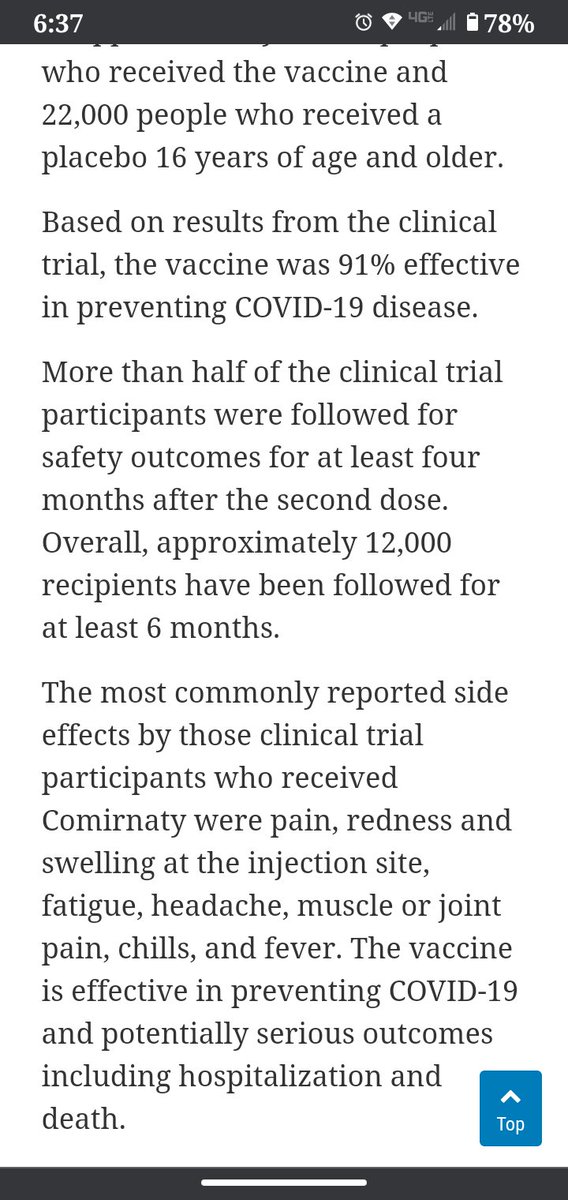 6:37 4G LTE 78%
who received the vaccine and
22,000 people who received a
placebo 16 years of age and older.
Based on results from the clinical
trial, the vaccine was 91% effective
in preventing COVID-19 disease.
More than half of the clinical trial
participants were followed for
safety outcomes for at least four
months after the second dose.
Overall, approximately 12,000
recipients have been followed for
at least 6 months.
The most commonly reported side
effects by those clinical trial
participants who received
Comirnaty were pain, redness and
swelling at the injection site,
fatigue, headache, muscle or joint
pain, chills, and fever. The vaccine
is effective in preventing COVID-19
and potentially serious outcomes
including hospitalization and
death.
Top